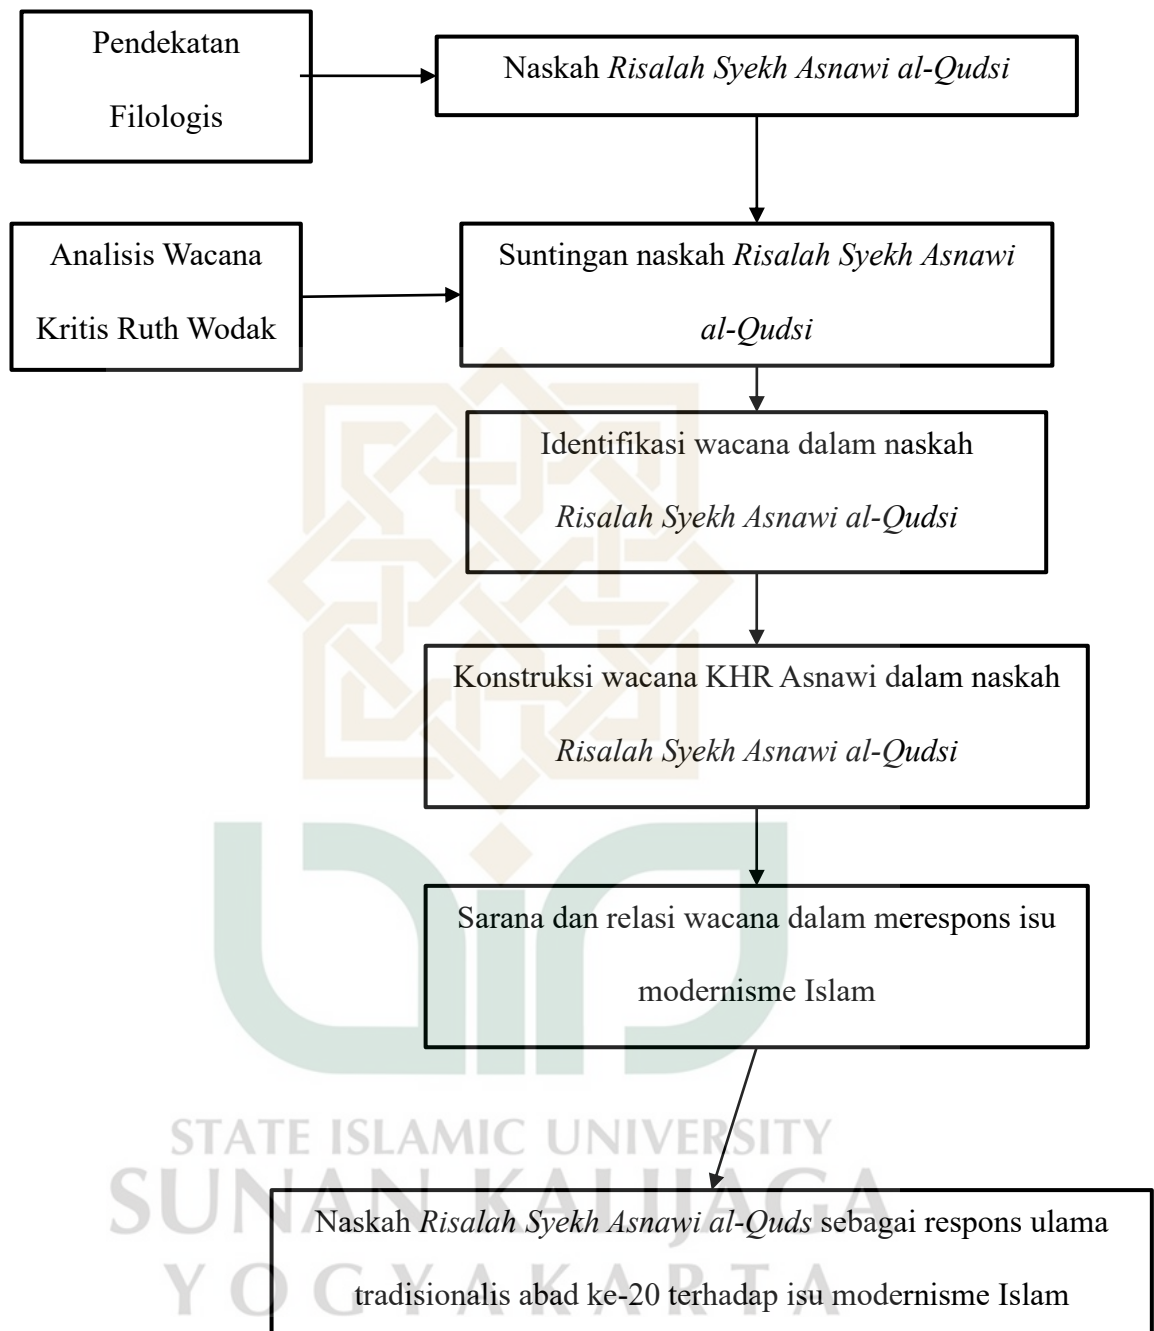 Pendekatan
Filologis
Naskah Risalah Syekh Asnawi al-Qudsi
Analisis Wacana
Kritis Ruth Wodak
Suntingan naskah Risalah Syekh Asnawi
al-Qudsi
Identifikasi wacana dalam naskah
Risalah Syekh Asnawi al-Qudsi
Konstruksi wacana KHR Asnawi dalam naskah
Risalah Syekh Asnawi al-Qudsi
Sarana dan relasi wacana dalam merespons isu
modernisme Islam
STATE ISLAMIC UNIVERSITY
SUNAN KALIJAGA
Naskah Risalah Syekh Asnawi al-Quds sebagai respons ulama
tradisionalis abad ke-20 terhadap isu modernisme Islam
YOGYAKARTA